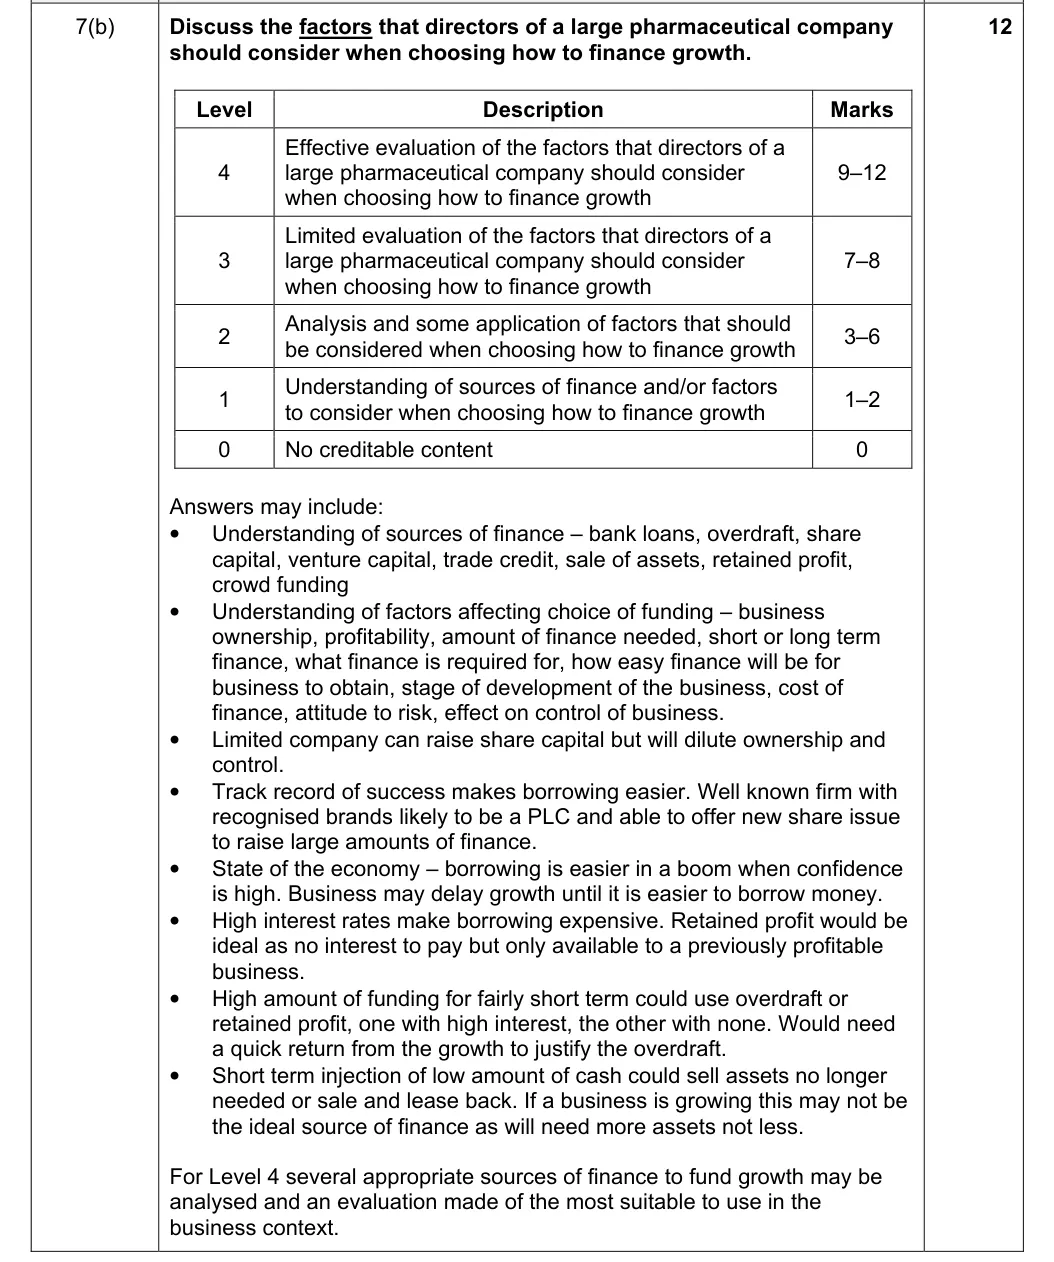 7(b)
Discuss the factors that directors of a large pharmaceutical company
should consider when choosing how to finance growth.
12
Level Description Marks
4
Effective evaluation of the factors that directors of a
large pharmaceutical company should consider
when choosing how to finance growth
9–12
3
Limited evaluation of the factors that directors of a
large pharmaceutical company should consider
when choosing how to finance growth
7–8
2
Analysis and some application of factors that should
be considered when choosing how to finance growth
3–6
1
Understanding of sources of finance and/or factors
to consider when choosing how to finance growth
1–2
0 No creditable content 0
Answers may include:
• Understanding of sources of finance – bank loans, overdraft, share
capital, venture capital, trade credit, sale of assets, retained profit,
crowd funding
• Understanding of factors affecting choice of funding – business
ownership, profitability, amount of finance needed, short or long term
finance, what finance is required for, how easy finance will be for
business to obtain, stage of development of the business, cost of
finance, attitude to risk, effect on control of business.
• Limited company can raise share capital but will dilute ownership and
control.
• Track record of success makes borrowing easier. Well known firm with
recognised brands likely to be a PLC and able to offer new share issue
to raise large amounts of finance.
• State of the economy – borrowing is easier in a boom when confidence
is high. Business may delay growth until it is easier to borrow money.
• High interest rates make borrowing expensive. Retained profit would be
ideal as no interest to pay but only available to a previously profitable
business.
• High amount of funding for fairly short term could use overdraft or
retained profit, one with high interest, the other with none. Would need
a quick return from the growth to justify the overdraft.
• Short term injection of low amount of cash could sell assets no longer
needed or sale and lease back. If a business is growing this may not be
the ideal source of finance as will need more assets not less.
For Level 4 several appropriate sources of finance to fund growth may be
analysed and an evaluation made of the most suitable to use in the
business context.